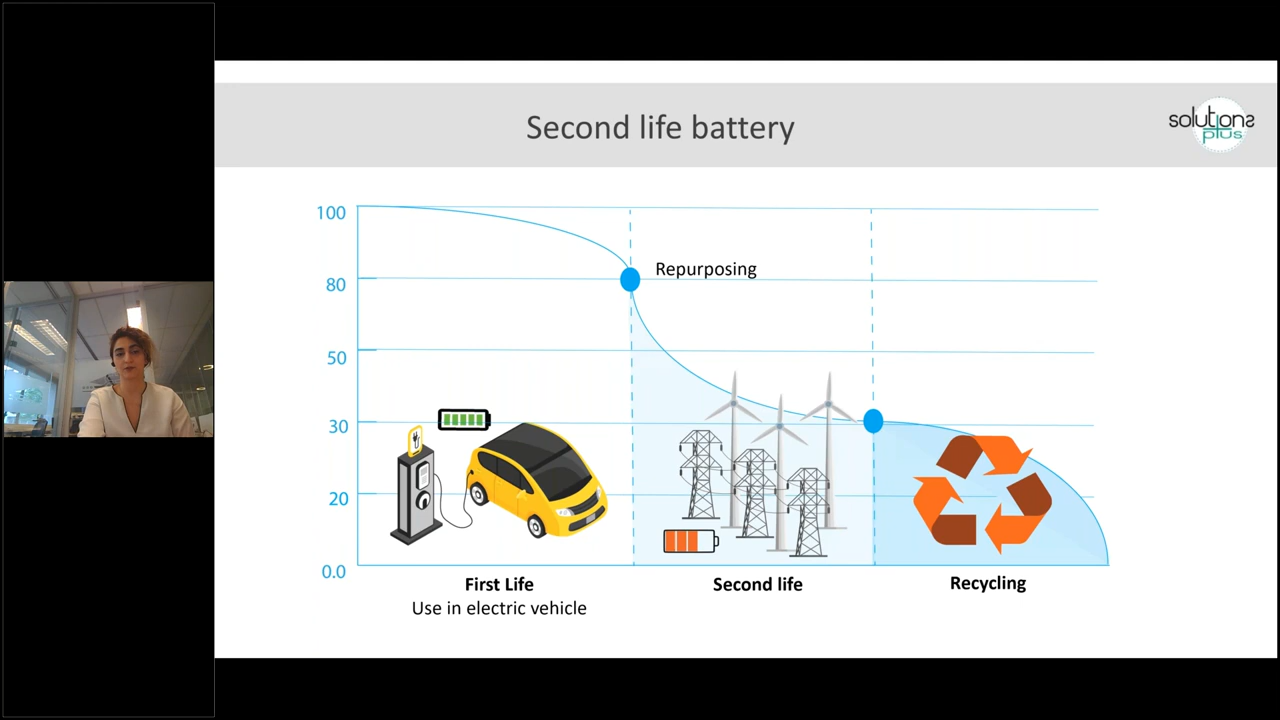 Second life battery
solutions
plus
100
80
50
30
20
0.0
Repurposing
First Life
Use in electric vehicle
Second life
Recycling